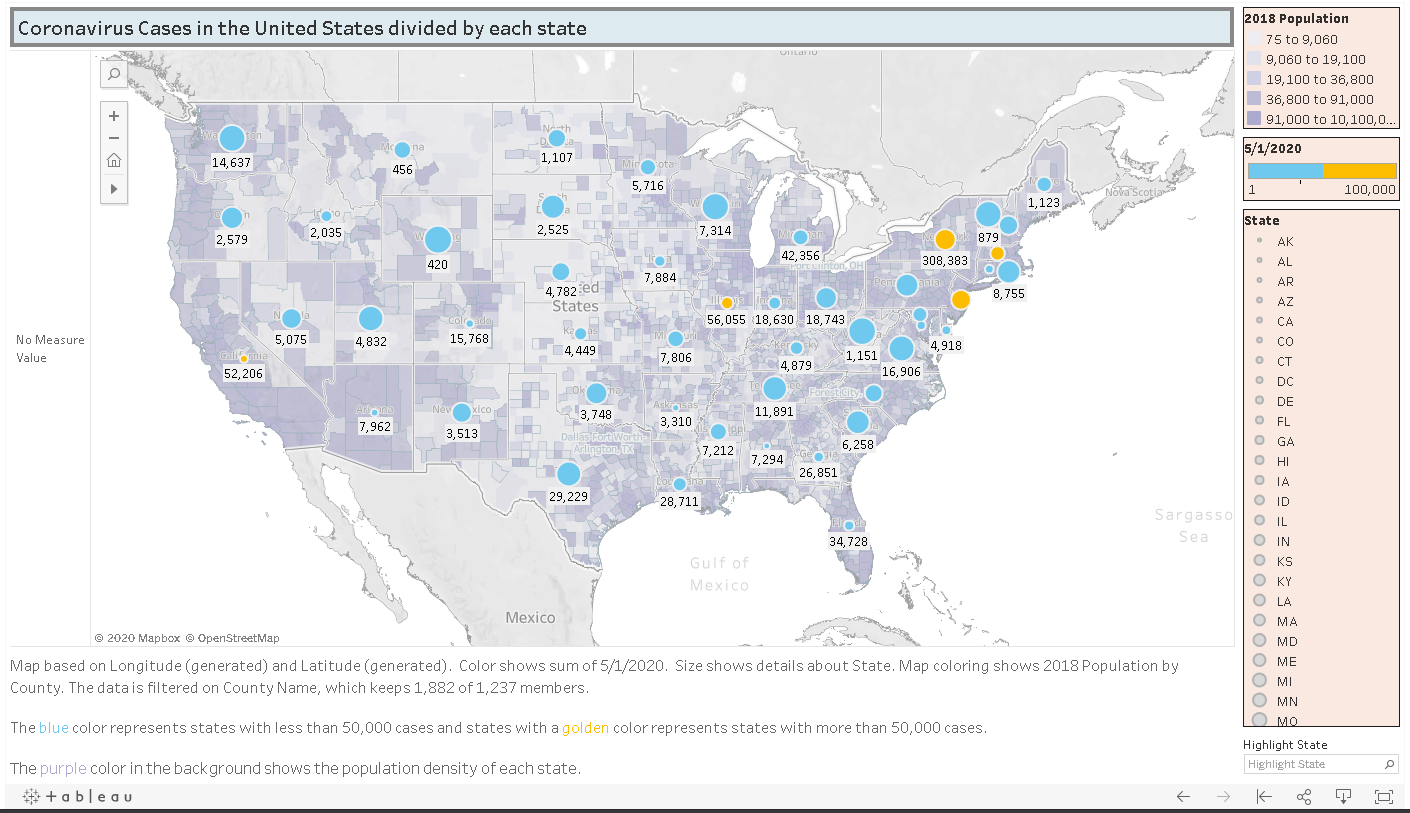 Coronavirus Cases in the United States divided by each state
No Measure
Value
Ontario
14,637
456
1,107
5,716
1,123
Nova Scotia
2,579
2,035
2,525
7,314
879
420
42,356
308,383
4,782
7,884
Port Clinton, OH
8,755
States
56,055
18,630
18,743
5,075
4,832
15,768
4,449
7,806
4,879
1,151
4,918
52,206
16,906
7,962
3,513
3,748
3,310
11,891
Forest City,
Dallas-Fort Worth-
Arlington, TX
7,212
7,294
6,258
26,851
29,229
28,711
34,728
Gulf of
Mexico
Sargasso
Sea
Mexico
© 2020 Mapbox © OpenStreetMap
2018 Population
75 to 9,060
9,060 to 19,100
19,100 to 36,800
36,800 to 91,000
91,000 to 10,100,0...
5/1/2020
1 100,000
State
AK
AL
AR
AZ
CA
CO
CT
DC
DE
FL
GA
HI
IA
ID
IL
IN
KS
KY
LA
MA
MD
ME
MI
MN
MO
Highlight State
Highlight State
Map based on Longitude (generated) and Latitude (generated). Color shows sum of 5/1/2020. Size shows details about State. Map coloring shows 2018 Population by
County. The data is filtered on County Name, which keeps 1,882 of 1,237 members.
The blue color represents states with less than 50,000 cases and states with a golden color represents states with more than 50,000 cases.
The purple color in the background shows the population density of each state.
+ableau